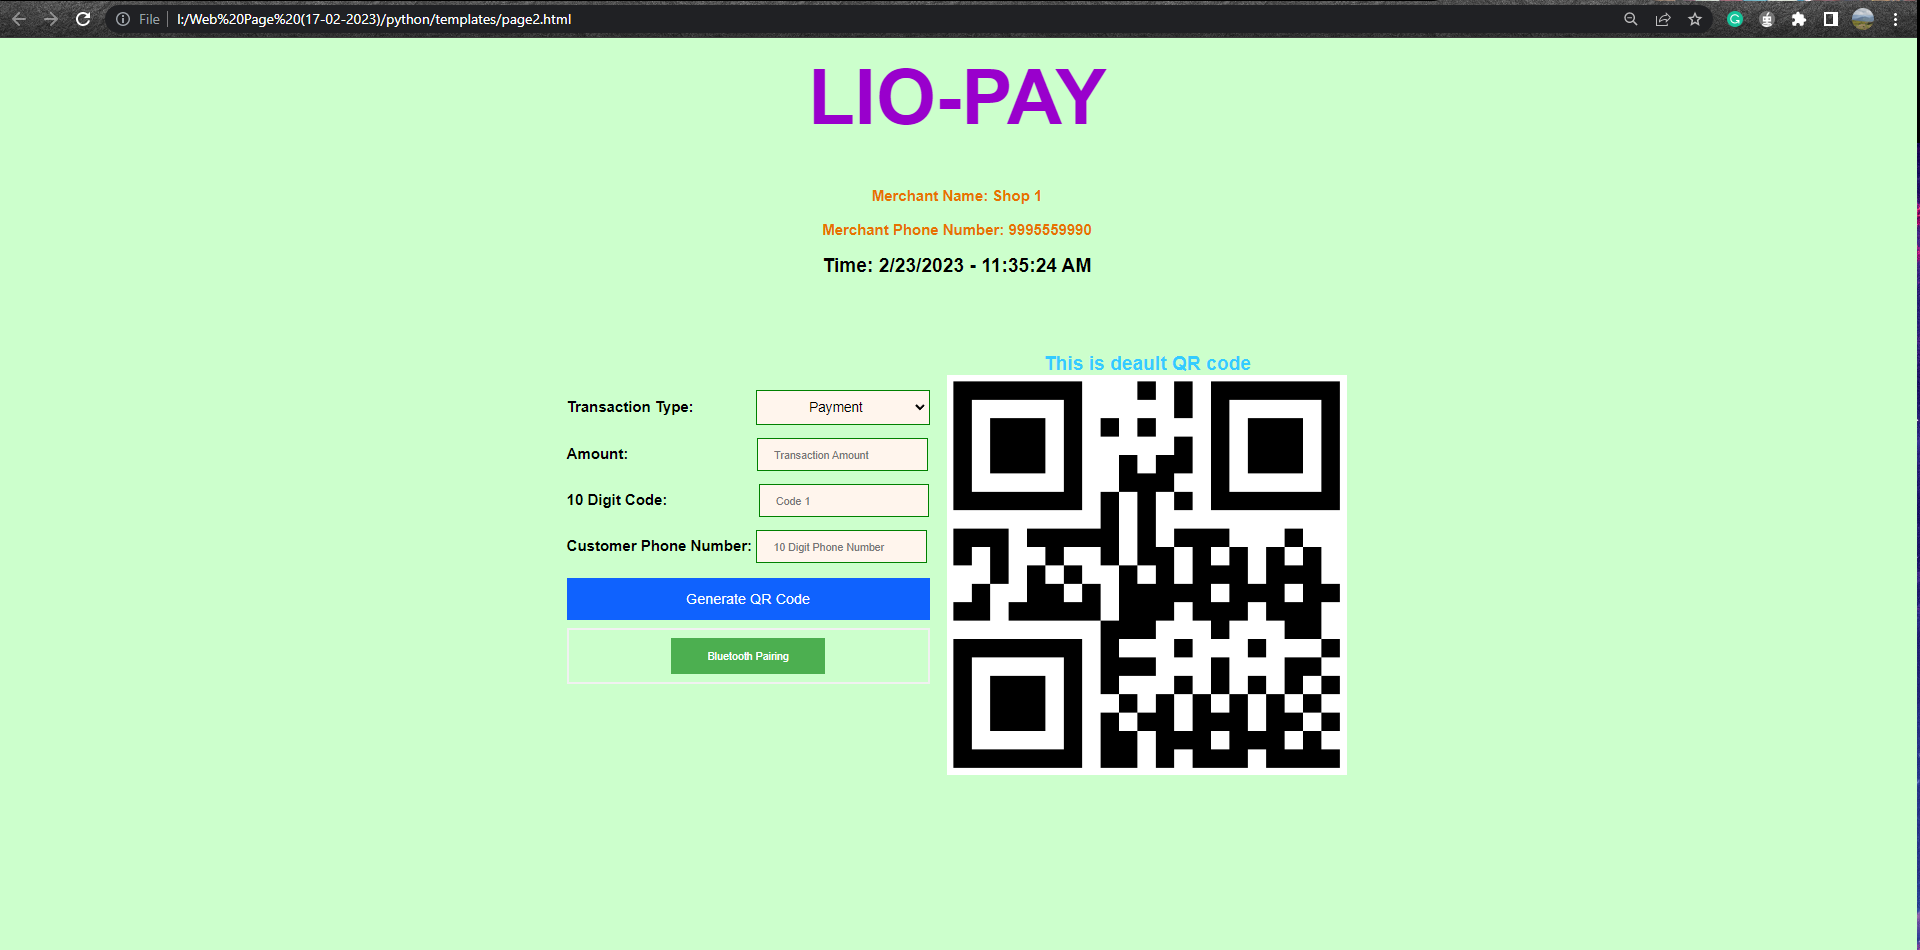 File | I:/Web%20Page%20(17-02-2023)/python/templates/page2.html
LIO-PAY
Merchant Name: Shop 1
Merchant Phone Number: 9995559990
Time: 2/23/2023 - 11:35:24 AM
This is deault QR code
Transaction Type: Payment
Amount: Transaction Amount
10 Digit Code: Code 1
Customer Phone Number: 10 Digit Phone Number
Generate QR Code
Bluetooth Pairing